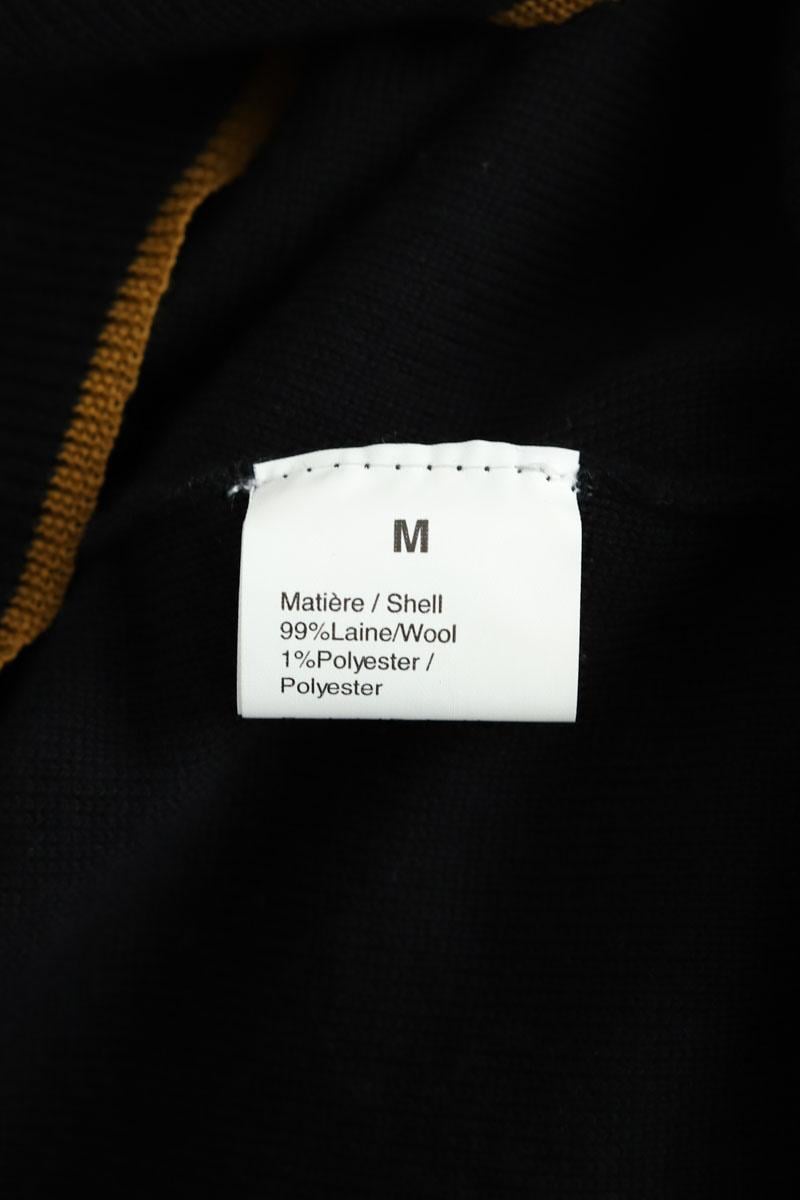 M
Matière / Shell
99%Laine/Wool
1%Polyester /
Polyester